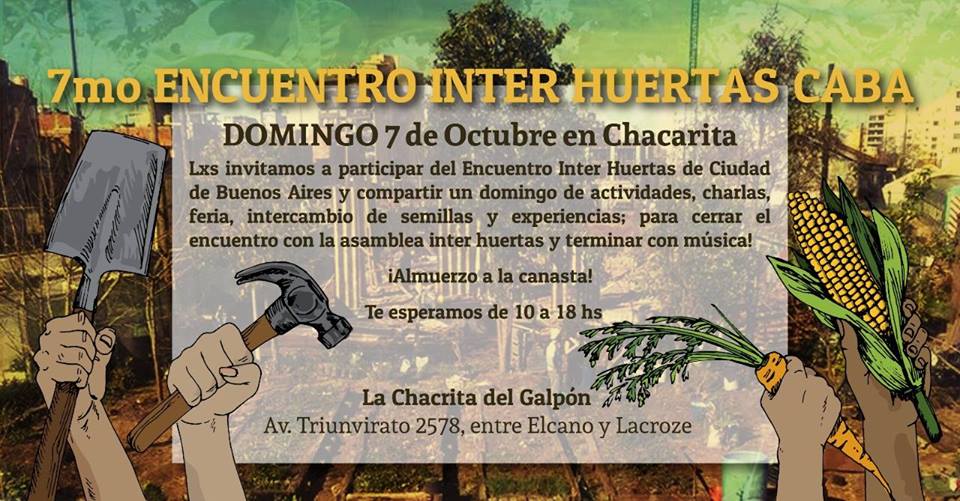 7mo ENCUENTRO INTER HUERTAS CABA
DOMINGO 7 de Octubre en Chacarita
Lxs invitamos a participar del Encuentro Inter Huertas de Ciudad
de Buenos Aires y compartir un domingo de actividades, charlas,
feria, intercambio de semillas y experiencias; para cerrar el
encuentro con la asamblea inter huertas y terminar con música!
¡Almuerzo a la canasta!
Te esperamos de 10 a 18 hs
La Chacrita del Galpón
Av. Triunvirato 2578, entre Elcano y Lacroze